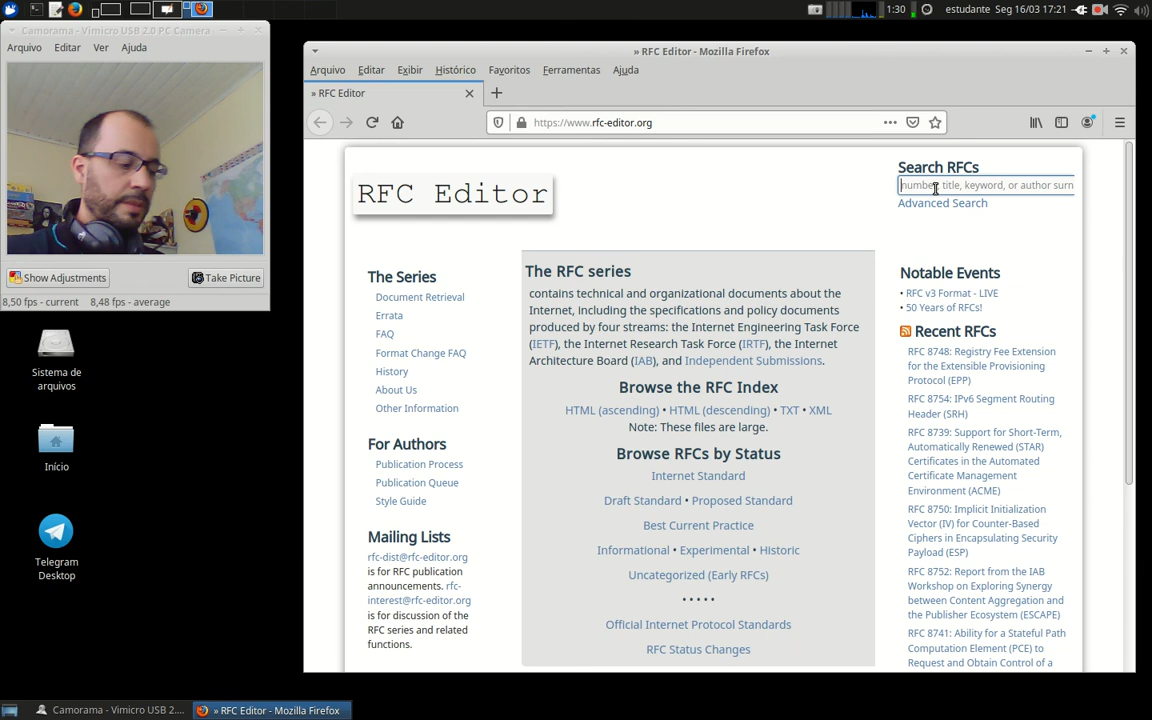 1:30
estudante Seg 16/03 17:21
Camorama - Vimicro USB 2.0 PC Camera
Arquivo Editar Ver Ajuda
Show Adjustments
Take Picture
8,50 fps - current 8,48 fps - average
Sistema de
arquivos
Início
Telegram
Desktop
» RFC Editor - Mozilla Firefox
Arquivo Editar Exibir Histórico Favoritos Ferramentas Ajuda
» RFC Editor
https://www.rfc-editor.org
RFC Editor
Search RFCs
number, title, keyword, or author surn
Advanced Search
The Series
Document Retrieval
Errata
FAQ
Format Change FAQ
History
About Us
Other Information
For Authors
Publication Process
Publication Queue
Style Guide
Mailing Lists
rfc-dist@rfc-editor.org
is for RFC publication
announcements. rfc-
interest@rfc-editor.org
is for discussion of the
RFC series and related
functions.
The RFC series
contains technical and organizational documents about the
Internet, including the specifications and policy documents
produced by four streams: the Internet Engineering Task Force
(IETF), the Internet Research Task Force (IRTF), the Internet
Architecture Board (IAB), and Independent Submissions.
Browse the RFC Index
HTML (ascending) • HTML (descending) • TXT • XML
Note: These files are large.
Browse RFCs by Status
Internet Standard
Draft Standard • Proposed Standard
Best Current Practice
Informational • Experimental • Historic
Uncategorized (Early RFCs)
• • • • •
Official Internet Protocol Standards
RFC Status Changes
Notable Events
• RFC v3 Format - LIVE
• 50 Years of RFCs!
Recent RFCs
RFC 8748: Registry Fee Extension
for the Extensible Provisioning
Protocol (EPP)
RFC 8754: IPv6 Segment Routing
Header (SRH)
RFC 8739: Support for Short-Term,
Automatically Renewed (STAR)
Certificates in the Automated
Certificate Management
Environment (ACME)
RFC 8750: Implicit Initialization
Vector (IV) for Counter-Based
Ciphers in Encapsulating Security
Payload (ESP)
RFC 8752: Report from the IAB
Workshop on Exploring Synergy
between Content Aggregation and
the Publisher Ecosystem (ESCAPE)
RFC 8741: Ability for a Stateful Path
Computation Element (PCE) to
Request and Obtain Control of a
Camorama - Vimicro USB 2....
» RFC Editor - Mozilla Firefox